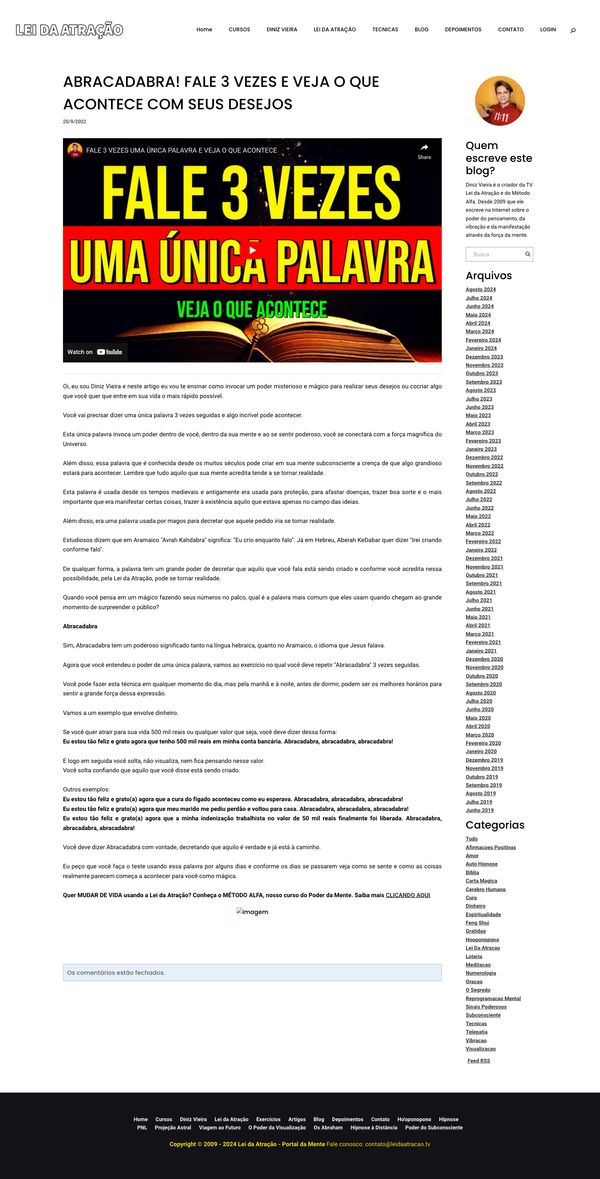 LEI DA ATRAÇÃO
Home CURSOS DINIZ VIEIRA LEI DA ATRAÇÃO TECNICAS BLOG DEPOIMENTOS CONTATO LOGIN
ABRACADABRA! FALE 3 VEZES E VEJA O QUE
ACONTECE COM SEUS DESEJOS
20/9/2022
FALE 3 VEZES UMA ÚNICA PALAVRA E VEJA O QUE ACONTECE
Share
FALE 3 VEZES
UMA ÚNICA PALAVRA
VEJA O QUE ACONTECE
Watch on YouTube
Oi, eu sou Diniz Vieira e neste artigo eu vou te ensinar como invocar um poder misterioso e mágico para realizar seus desejos ou cocriar algo
que você quer que entre em sua vida o mais rápido possível.
Você vai precisar dizer uma única palavra 3 vezes seguidas e algo incrível pode acontecer.
Esta única palavra invoca um poder dentro de você, dentro da sua mente e ao se sentir poderoso, você se conectará com a força magnífica do
Universo.
Além disso, essa palavra que é conhecida desde os muitos séculos pode criar em sua mente subconsciente a crença de que algo grandioso
estará para acontecer. Lembre que tudo aquilo que sua mente acredita tende a se tornar realidade.
Esta palavra é usada desde os tempos medievais e antigamente era usada para proteção, para afastar doenças, trazer boa sorte e o mais
importante que era manifestar certas coisas, trazer à existência aquilo que estava apenas no campo das ideias.
Além disso, era uma palavra usada por magos para decretar que aquele pedido iria se tornar realidade.
Estudiosos dizem que em Aramaico "Avrah Kahdabra" significa: "Eu crio enquanto falo". Já em Hebreu, Aberah KeDabar quer dizer "Irei criando
conforme falo".
De qualquer forma, a palavra tem um grande poder de decretar que aquilo que você fala está sendo criado e conforme você acredita nessa
possibilidade, pela Lei da Atração, pode se tornar realidade.
Quando você pensa em um mágico fazendo seus números no palco, qual é a palavra mais comum que eles usam quando chegam ao grande
momento de surpreender o público?
Abracadabra
Sim, Abracadabra tem um poderoso significado tanto na língua hebraica, quanto no Aramaico, o idioma que Jesus falava.
Agora que você entendeu o poder de uma única palavra, vamos ao exercício no qual você deve repetir "Abracadabra" 3 vezes seguidas.
Você pode fazer esta técnica em qualquer momento do dia, mas pela manhã e à noite, antes de dormir, podem ser os melhores horários para
sentir a grande força dessa expressão.
Vamos a um exemplo que envolve dinheiro.
Se você quer atrair para sua vida 500 mil reais ou qualquer valor que seja, você deve dizer dessa forma:
Eu estou tão feliz e grato agora que tenho 500 mil reais em minha conta bancária. Abracadabra, abracadabra, abracadabra!
E logo em seguida você solta, não visualiza, nem fica pensando nesse valor.
Você solta confiando que aquilo que você disse está sendo criado.
Outros exemplos:
Eu estou tão feliz e grato(a) agora que a cura do fígado aconteceu como eu esperava. Abracadabra, abracadabra, abracadabra!
Eu estou tão feliz e grato(a) agora que meu marido me pediu perdão e voltou para casa. Abracadabra, abracadabra, abracadabra!
Eu estou tão feliz e grato(a) agora que a minha indenização trabalhista no valor de 50 mil reais finalmente foi liberada. Abracadabra,
abracadabra, abracadabra!
Você deve dizer Abracadabra com vontade, decretando que aquilo é verdade e já está à caminho.
Eu peço que você faça o teste usando essa palavra por alguns dias e conforme os dias se passarem veja como se sente e como as coisas
realmente parecem começa a acontecer para você como mágica.
Quer MUDAR DE VIDA usando a Lei da Atração? Conheça o MÉTODO ALFA, nosso curso do Poder da Mente. Saiba mais CLICANDO AQUI
Imagem
Os comentários estão fechados.
11:11
Quem
escreve este
blog?
Diniz Vieira é o criador da TV
Lei da Atração e do Método
Alfa. Desde 2009 que ele
escreve na Internet sobre o
poder do pensamento, da
vibração e da manifestação
através da força da mente.
Busca
Arquivos
Agosto 2024
Julho 2024
Junho 2024
Maio 2024
Abril 2024
Março 2024
Fevereiro 2024
Janeiro 2024
Dezembro 2023
Novembro 2023
Outubro 2023
Setembro 2023
Agosto 2023
Julho 2023
Junho 2023
Maio 2023
Abril 2023
Março 2023
Fevereiro 2023
Janeiro 2023
Dezembro 2022
Novembro 2022
Outubro 2022
Setembro 2022
Agosto 2022
Julho 2022
Junho 2022
Maio 2022
Abril 2022
Março 2022
Fevereiro 2022
Janeiro 2022
Dezembro 2021
Novembro 2021
Outubro 2021
Setembro 2021
Agosto 2021
Julho 2021
Junho 2021
Maio 2021
Abril 2021
Março 2021
Fevereiro 2021
Janeiro 2021
Dezembro 2020
Novembro 2020
Outubro 2020
Setembro 2020
Agosto 2020
Julho 2020
Junho 2020
Maio 2020
Abril 2020
Março 2020
Fevereiro 2020
Janeiro 2020
Dezembro 2019
Novembro 2019
Outubro 2019
Setembro 2019
Agosto 2019
Julho 2019
Junho 2019
Categorias
Tudo
Afirmacoes Positivas
Amor
Auto Hipnose
Biblia
Carta Magica
Cerebro Humano
Cura
Dinheiro
Espiritualidade
Feng Shui
Gratidao
Hooponopono
Lei Da Atracao
Loteria
Meditacao
Numerologia
Oracao
O Segredo
Reprogramacao Mental
Sinais Poderosos
Subconsciente
Tecnicas
Telepatia
Vibracao
Visualizacao
Feed RSS
Home Cursos Diniz Vieira Lei da Atração Exercícios Artigos Blog Depoimentos Contato Ho'oponopono Hipnose
PNL Projeção Astral Viagem ao Futuro O Poder da Visualização Os Abraham Hipnose à Distância Poder do Subconsciente
Copyright © 2009 - 2024 Lei da Atração - Portal da Mente Fale conosco: contato@leidaatracao.tv